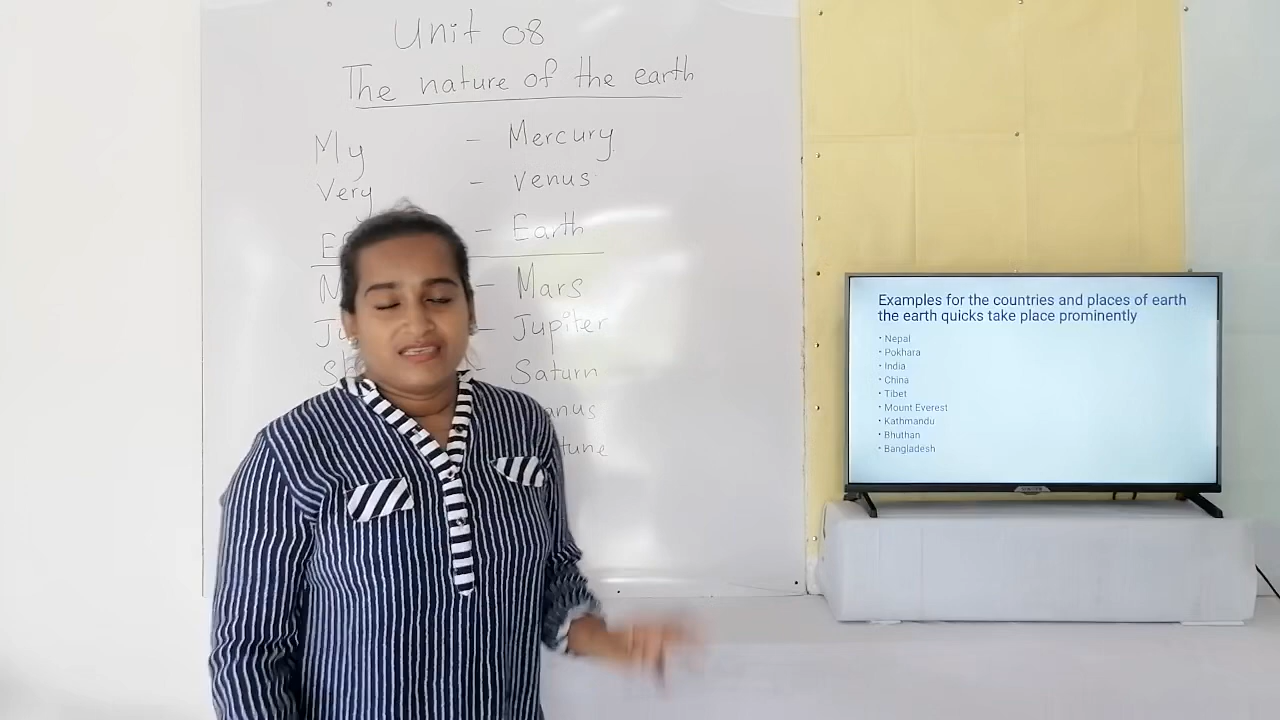 Unit 08
The nature of the earth
My - Mercury
Very - Venus
- Earth
- Mars
- Jupiter
- Saturn
Examples for the countries and places of earth
the earth quicks take place prominently
• Nepal
• Pokhara
• India
• China
• Tibet
• Mount Everest
• Kathmandu
• Bhuthan
• Bangladesh